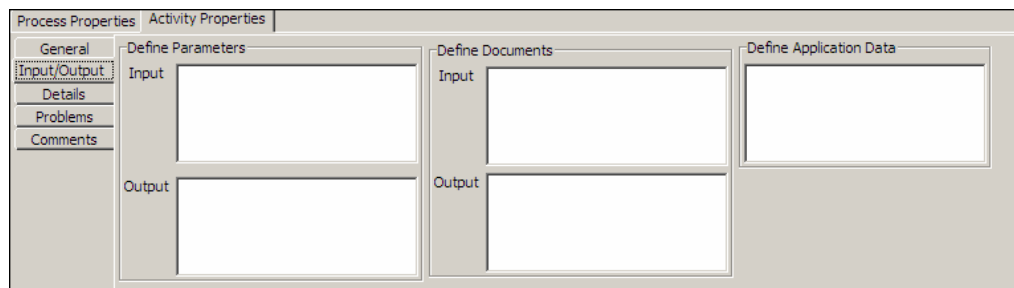 Process Properties Activity Properties
General
Input/Output
Details
Problems
Comments
Define Parameters
Input
Output
Define Documents
Input
Output
Define Application Data